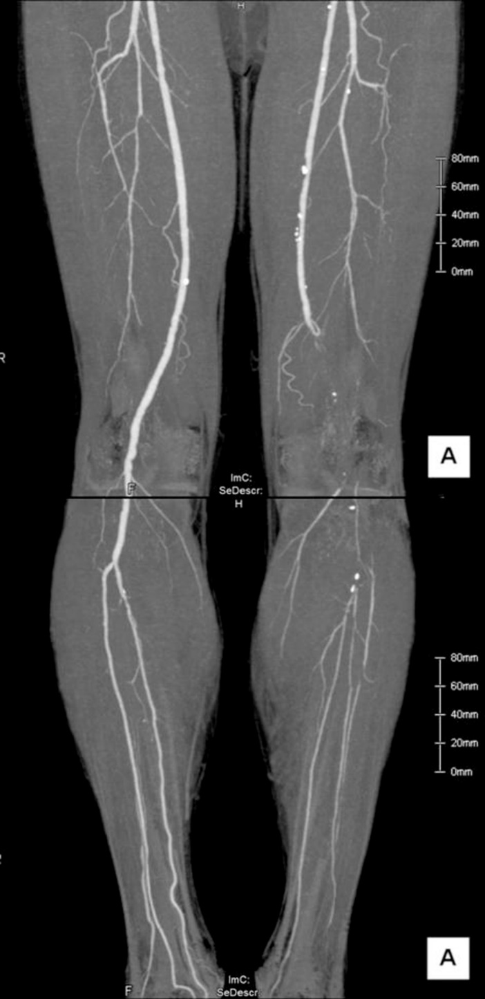 H
80mm
60mm
40mm
20mm
0mm
R
A
F
ImC:
SeDescr:
H
80mm
60mm
40mm
20mm
0mm
A
F
ImC:
SeDescr